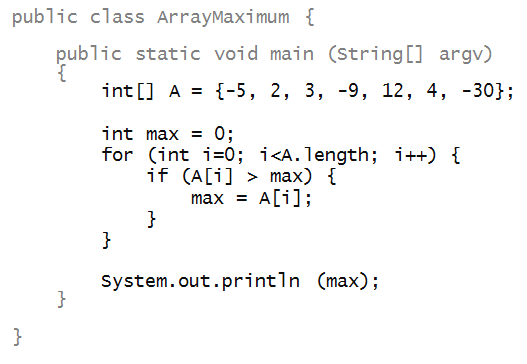 public class ArrayMaximum {
public static void main (String[] argv)
{
int[] A = {-5, 2, 3, -9, 12, 4, -30};
int max = 0;
for (int i=0; i<A.length; i++) {
if (A[i] > max) {
max = A[i];
}
}
System.out.println (max);
}
}